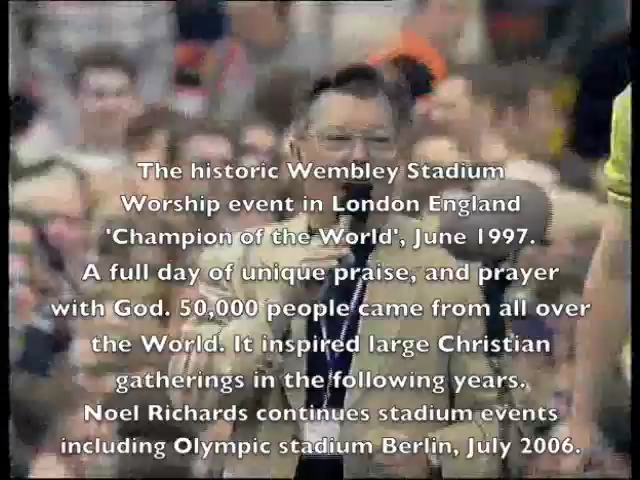 The historic Wembley Stadium
Worship event in London England
'Champion of the World', June 1997.
A full day of unique praise, and prayer
with God. 50,000 people came from all over
the World. It inspired large Christian
gatherings in the following years.
Noel Richards continues stadium events
including Olympic stadium Berlin, July 2006.